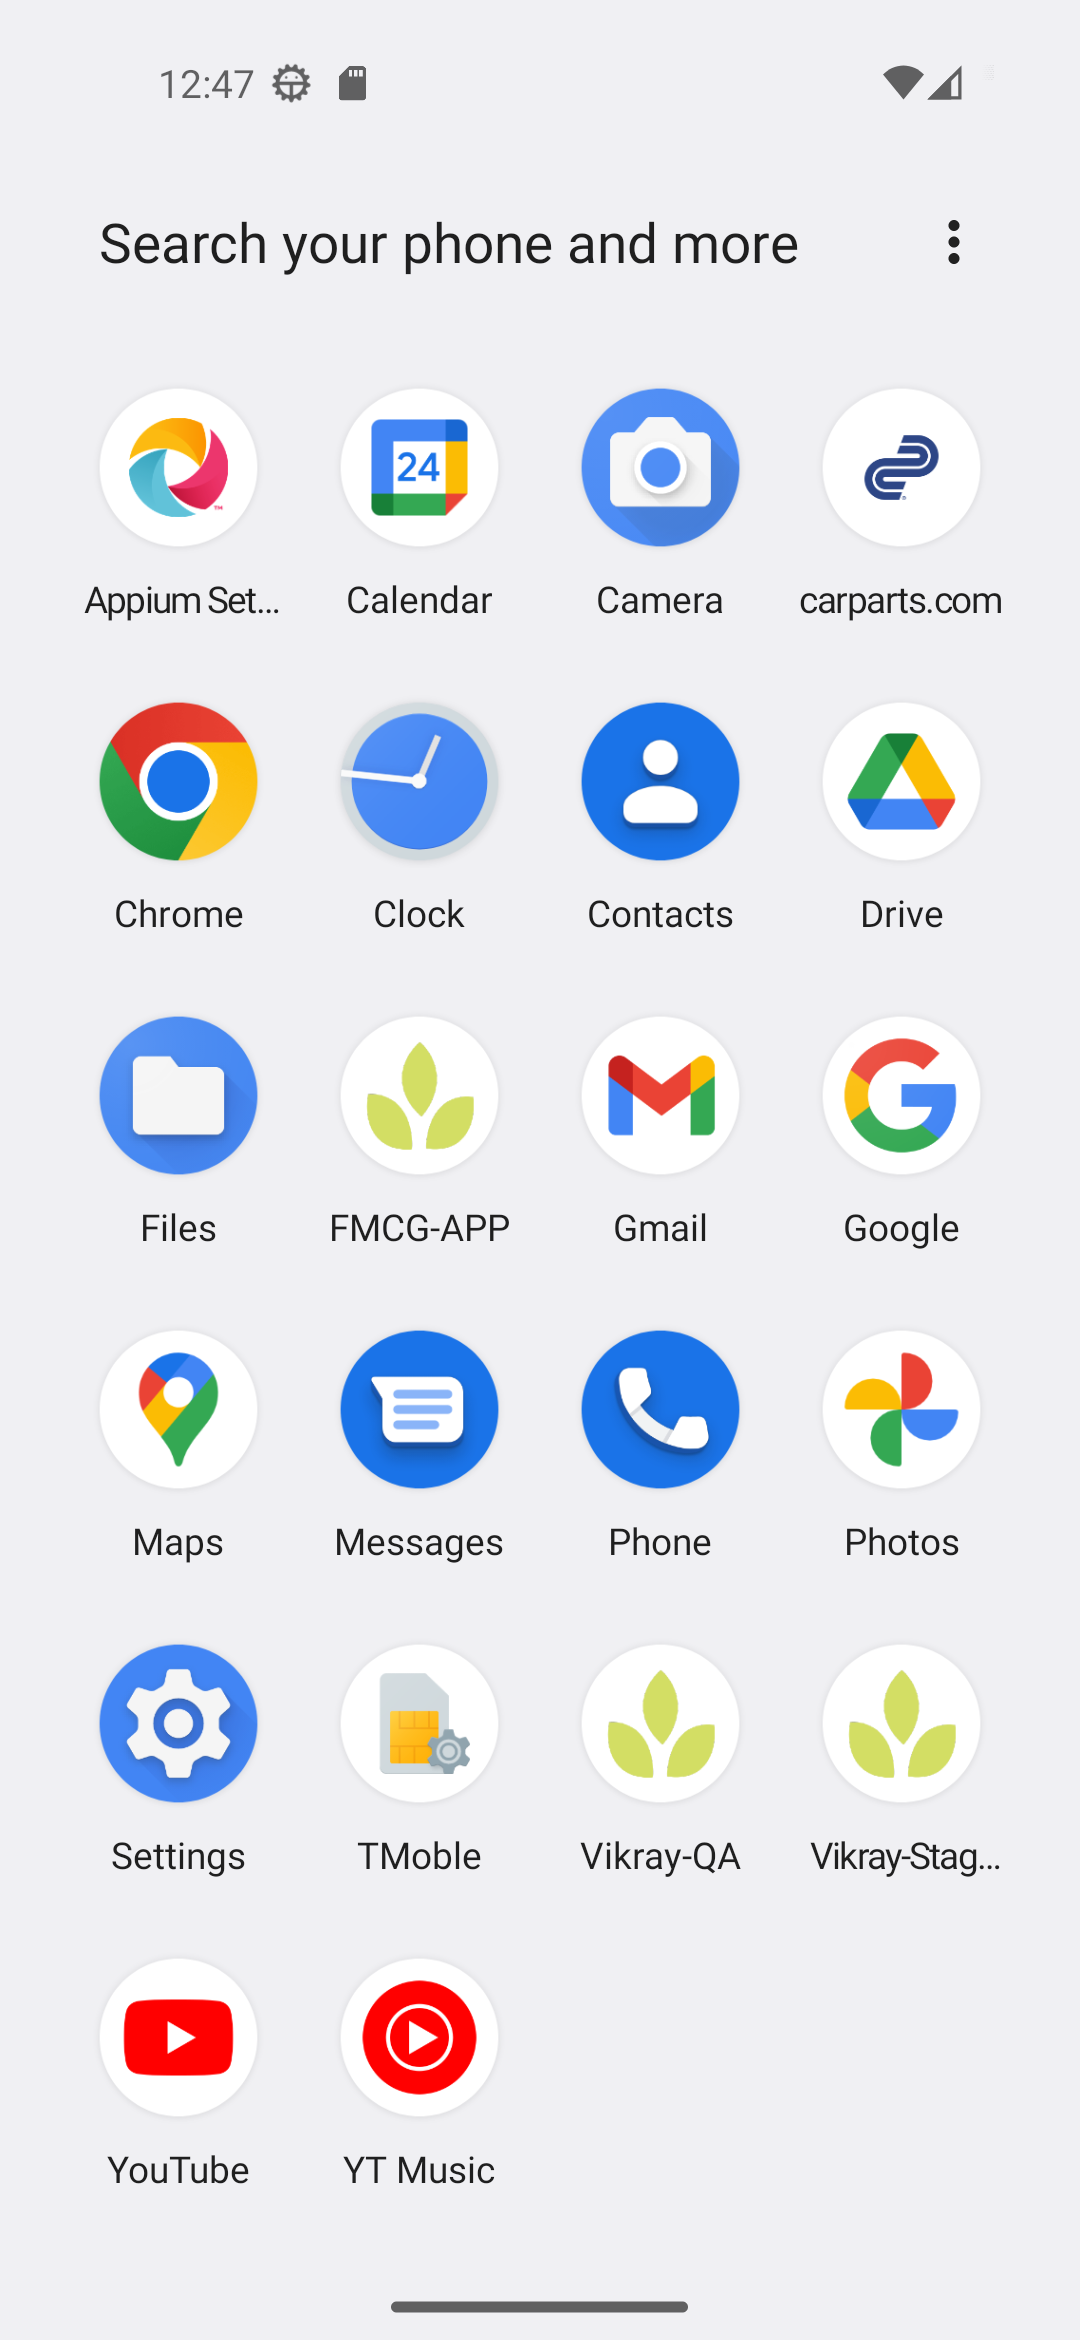 12:47
Search your phone and more
24
Appium Set... Calendar Camera carparts.com
Chrome Clock Contacts Drive
Files FMCG-APP Gmail Google
Maps Messages Phone Photos
Settings TMoble Vikray-QA Vikray-Stag...
YouTube YT Music